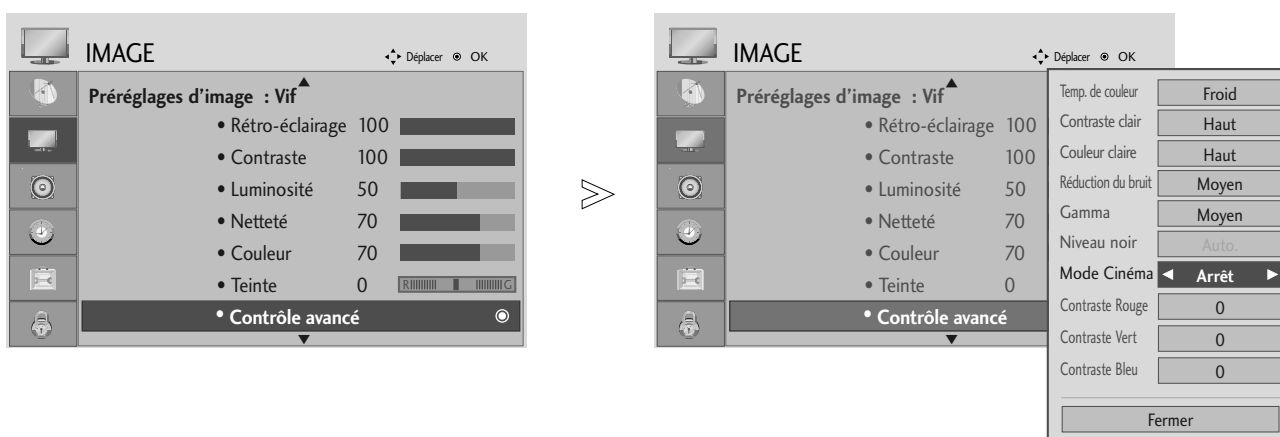 IMAGE
Déplacer OK
Préréglages d'image : Vif
• Rétro-éclairage 100
• Contraste 100
• Luminosité 50
• Netteté 70
• Couleur 70
• Teinte 0 R G
• Contrôle avancé
IMAGE
Déplacer OK
Préréglages d'image : Vif
• Rétro-éclairage 100
• Contraste 100
• Luminosité 50
• Netteté 70
• Couleur 70
• Teinte 0
• Contrôle avancé
Temp. de couleur Froid
Contraste clair Haut
Couleur claire Haut
Réduction du bruit Moyen
Gamma Moyen
Niveau noir Auto.
Mode Cinéma ◄ Arrêt ►
Contraste Rouge 0
Contraste Vert 0
Contraste Bleu 0
Fermer